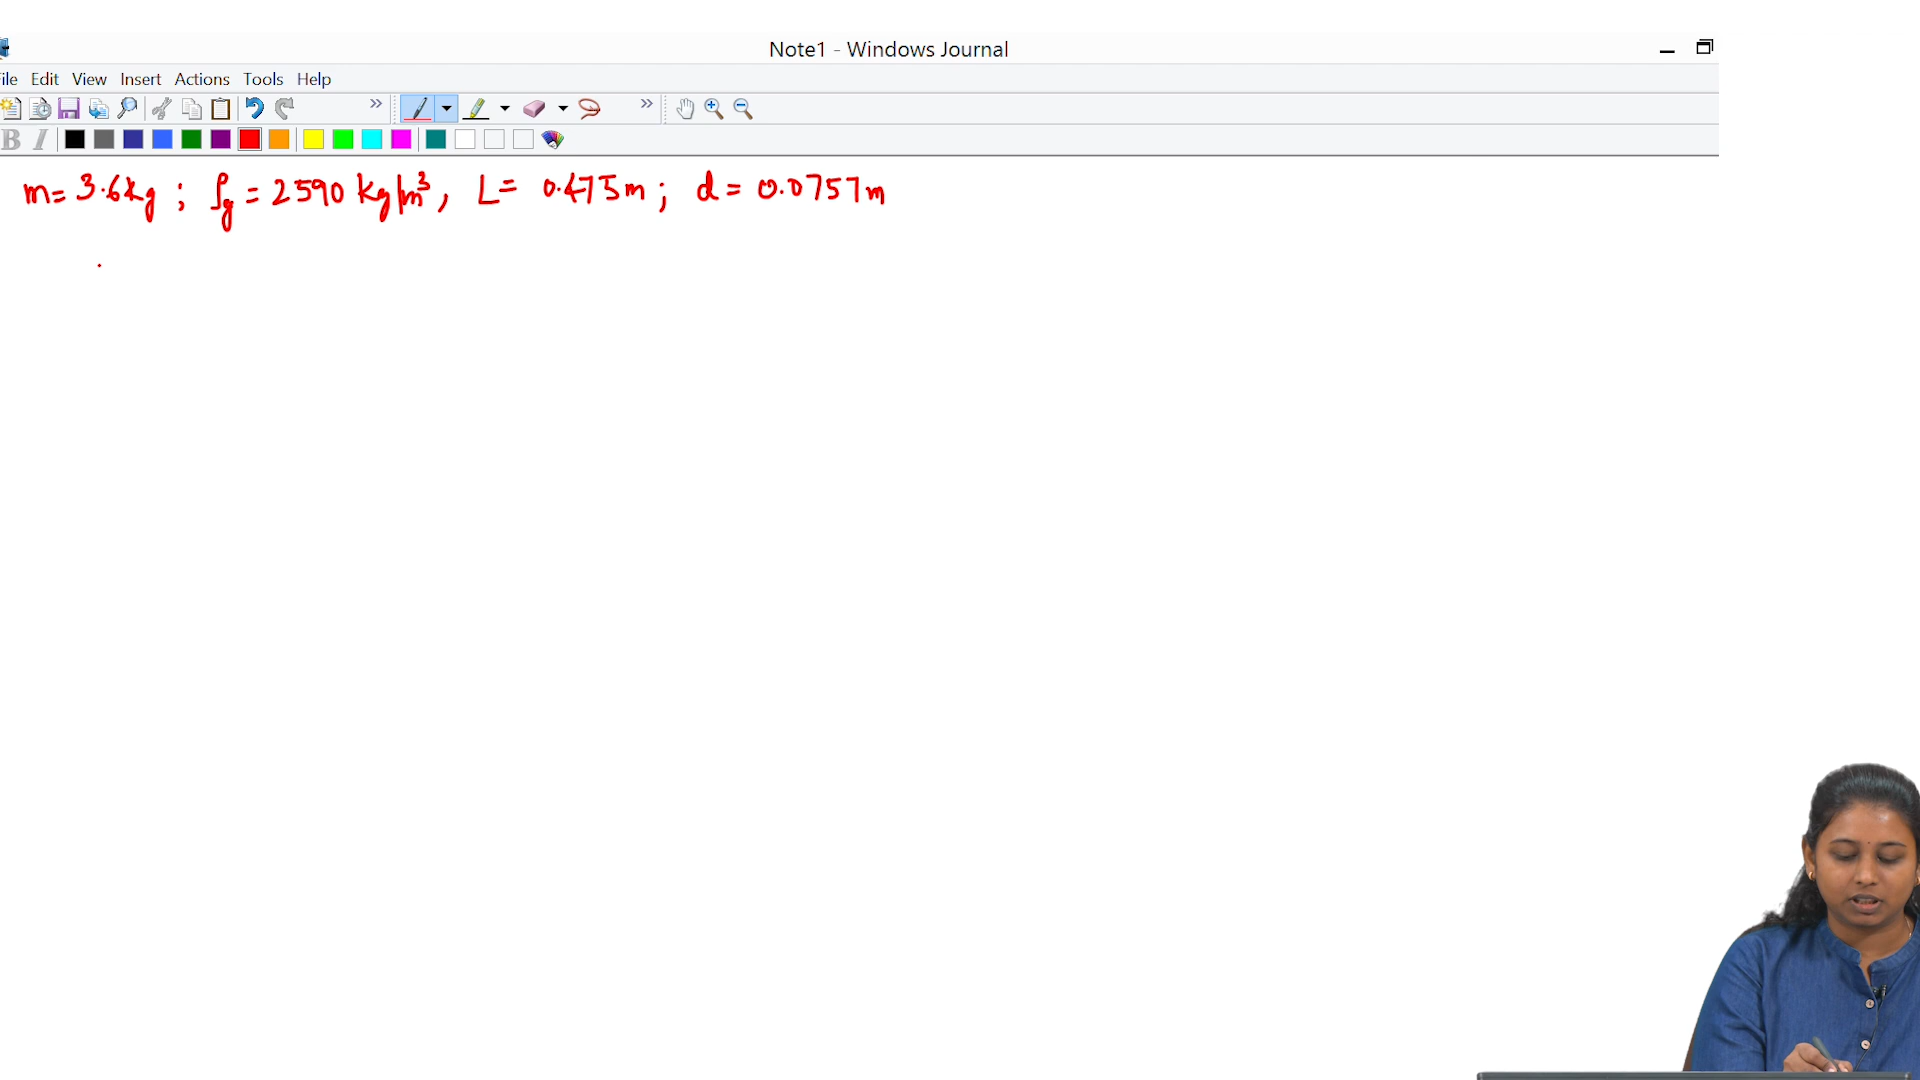 Note1 - Windows Journal
ile Edit View Insert Actions Tools Help
B I
m = 3.6kg ; ρg = 2590 kg/m³, L = 0.475m ; d = 0.0757m